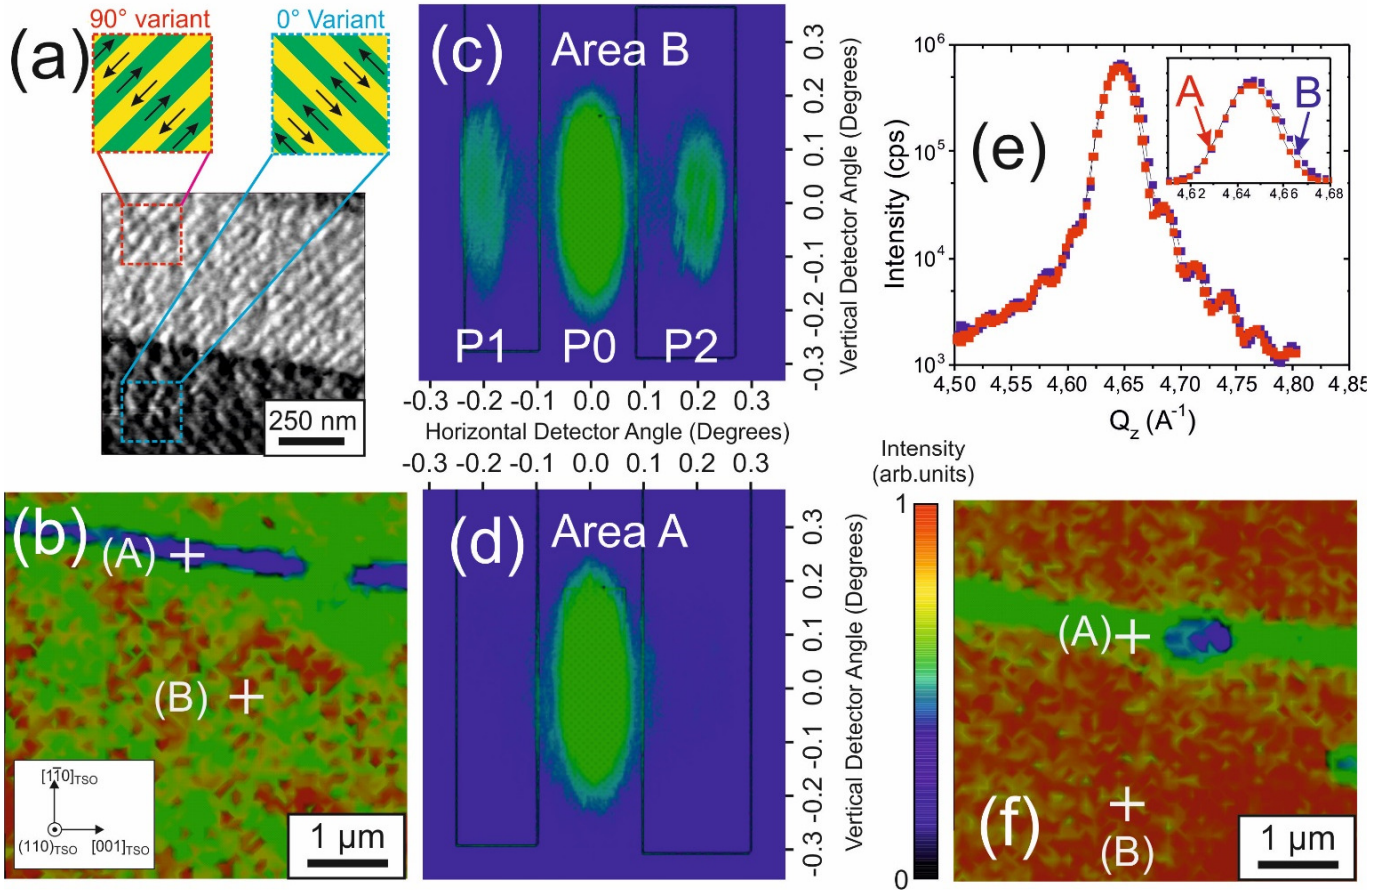 (a)
90° variant
0° Variant
250 nm
(c)
Area B
P1
P0
P2
0.3
0.2
0.1
0.0
-0.1
-0.2
-0.3
Vertical Detector Angle (Degrees)
-0.3 -0.2 -0.1 0.0 0.1 0.2 0.3
Horizontal Detector Angle (Degrees)
-0.3 -0.2 -0.1 0.0 0.1 0.2 0.3
(d)
Area A
0.3
0.2
0.1
0.0
-0.1
-0.2
-0.3
Vertical Detector Angle (Degrees)
(e)
10⁶
10⁵
10⁴
10³
Intensity (cps)
4,50 4,55 4,60 4,65 4,70 4,75 4,80 4,85
Qz (A⁻¹)
A
B
4,62 4,64 4,66 4,68
(b)
(A)
(B)
[11̄0]TSO
(110)TSO
[001]TSO
1 µm
Intensity
(arb.units)
1
0
(A)
(f)
(B)
1 µm